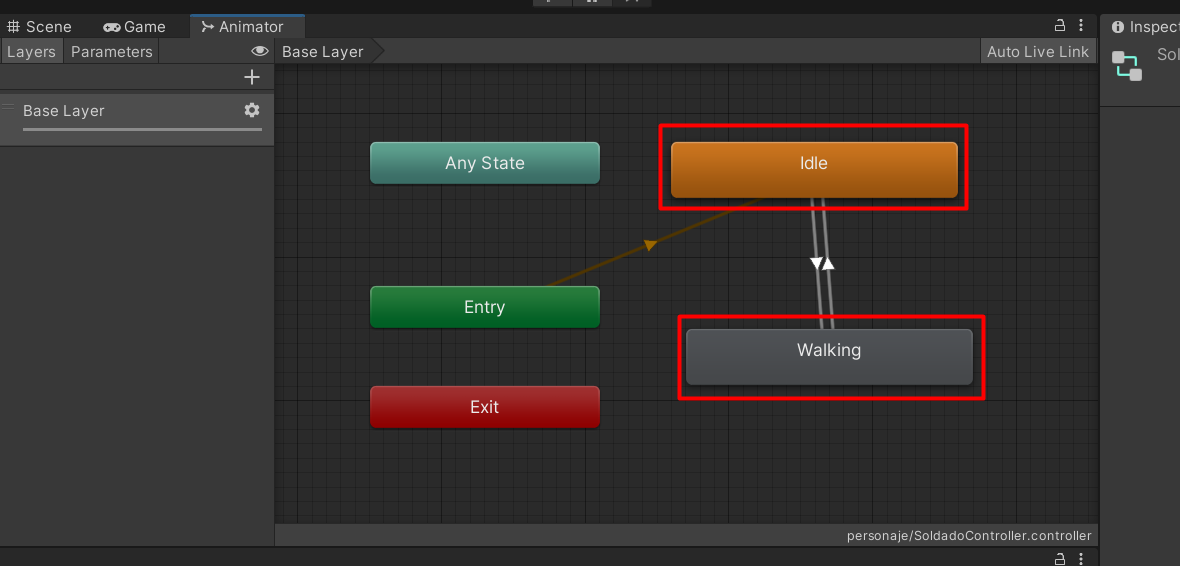 Scene Game Animator
Inspect
Layers Parameters
Base Layer
Auto Live Link
Sol
Base Layer
Any State
Idle
Entry
Walking
Exit
personaje/SoldadoController.controller